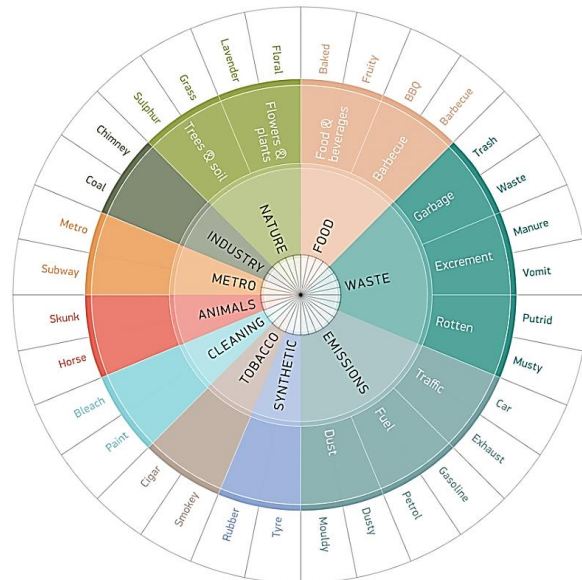 FOOD
WASTE
EMISSIONS
SYNTHETIC
TOBACCO
CLEANING
ANIMALS
METRO
INDUSTRY
NATURE
Food &
beverages
Barbecue
Garbage
Excrement
Rotten
Traffic
Fuel
Dust
Trees & soil
Flowers &
plants
Baked
Fruity
BBQ
Barbecue
Trash
Waste
Manure
Vomit
Putrid
Musty
Car
Exhaust
Gasoline
Petrol
Dusty
Mouldy
Tyre
Rubber
Smokey
Cigar
Paint
Bleach
Horse
Skunk
Subway
Metro
Coal
Chimney
Sulphur
Grass
Lavender
Floral